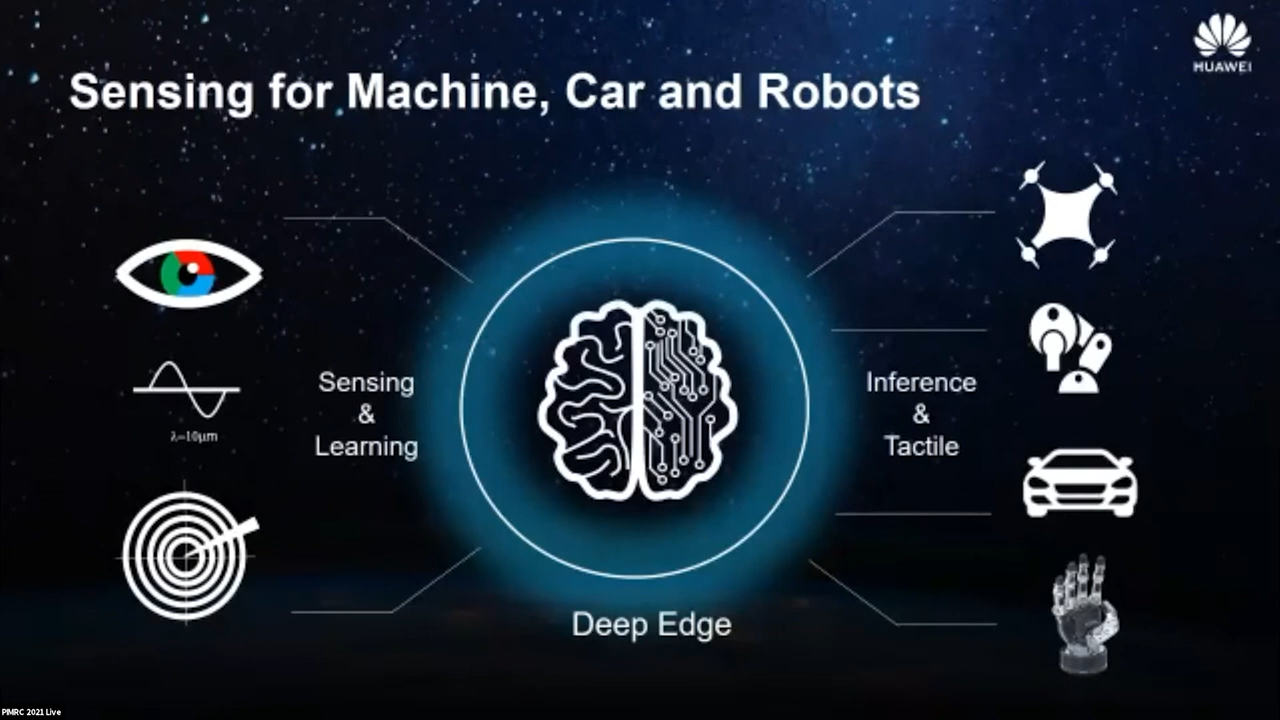 HUAWEI
Sensing for Machine, Car and Robots
λ=10μm
Sensing
&
Learning
Inference
&
Tactile
Deep Edge
PIMRC 2021 Live